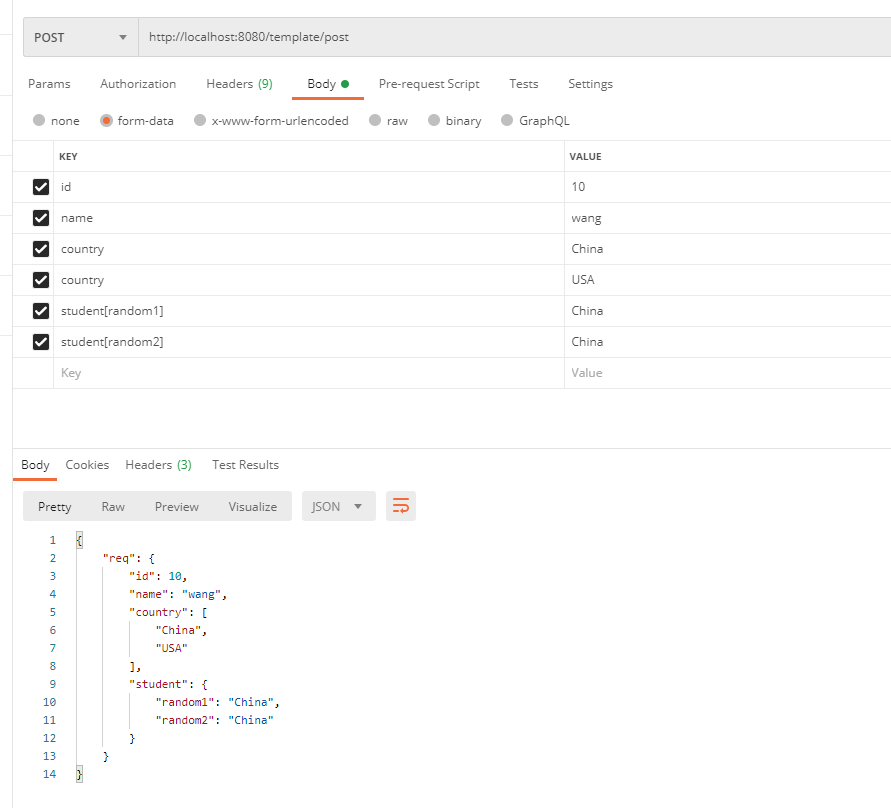 POST http://localhost:8080/template/post
Params Authorization Headers (9) Body Pre-request Script Tests Settings
none form-data x-www-form-urlencoded raw binary GraphQL
KEY VALUE
id 10
name wang
country China
country USA
student[random1] China
student[random2] China
Key Value
Body Cookies Headers (3) Test Results
Pretty Raw Preview Visualize JSON
1 {
2 "req": {
3 "id": 10,
4 "name": "wang",
5 "country": [
6 "China",
7 "USA"
8 ],
9 "student": {
10 "random1": "China",
11 "random2": "China"
12 }
13 }
14 }